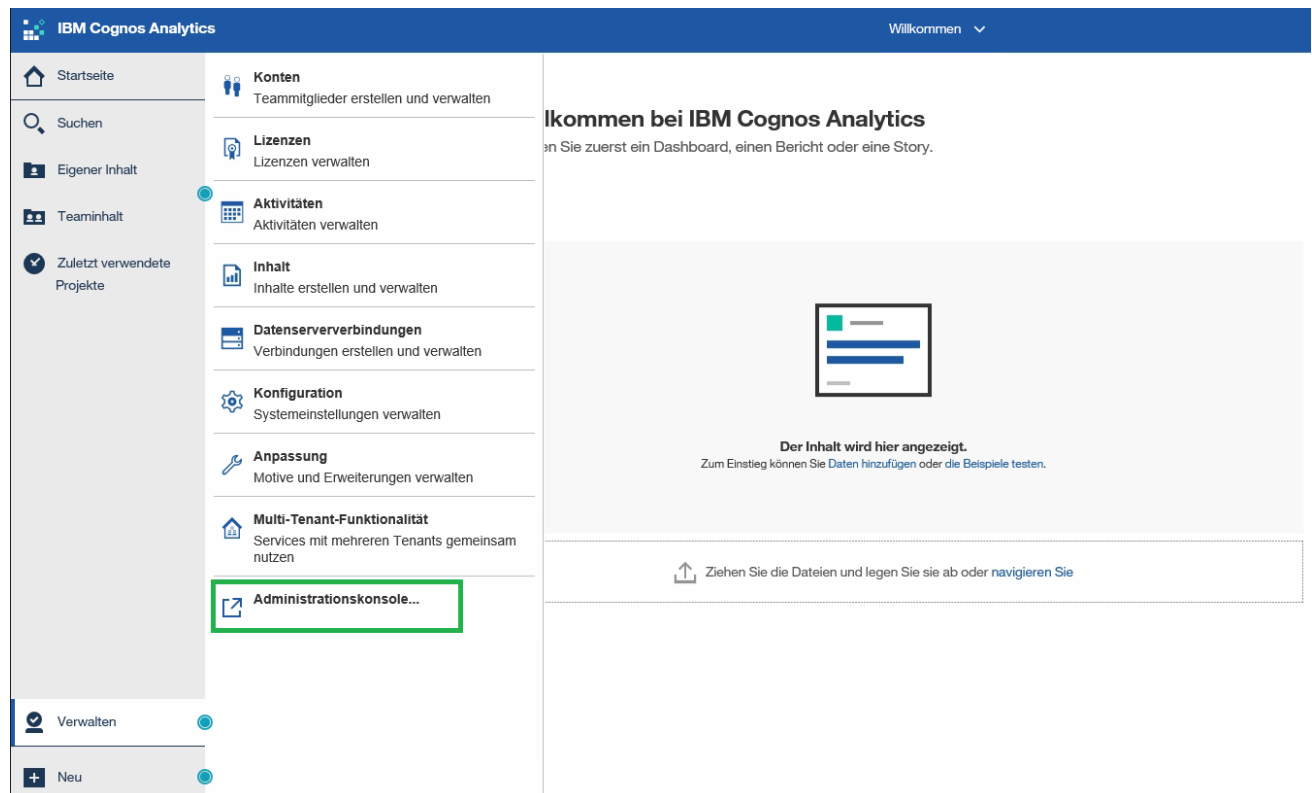 IBM Cognos Analytics
Willkommen
Startseite
Suchen
Eigener Inhalt
Teaminhalt
Zuletzt verwendete
Projekte
Verwalten
Neu
Konten
Teammitglieder erstellen und verwalten
Lizenzen
Lizenzen verwalten
Aktivitäten
Aktivitäten verwalten
Inhalt
Inhalte erstellen und verwalten
Datenserververbindungen
Verbindungen erstellen und verwalten
Konfiguration
Systemeinstellungen verwalten
Anpassung
Motive und Erweiterungen verwalten
Multi-Tenant-Funktionalität
Services mit mehreren Tenants gemeinsam
nutzen
Administrationskonsole...
lkommen bei IBM Cognos Analytics
en Sie zuerst ein Dashboard, einen Bericht oder eine Story.
Der Inhalt wird hier angezeigt.
Zum Einstieg können Sie Daten hinzufügen oder die Beispiele testen.
Ziehen Sie die Dateien und legen Sie sie ab oder navigieren Sie